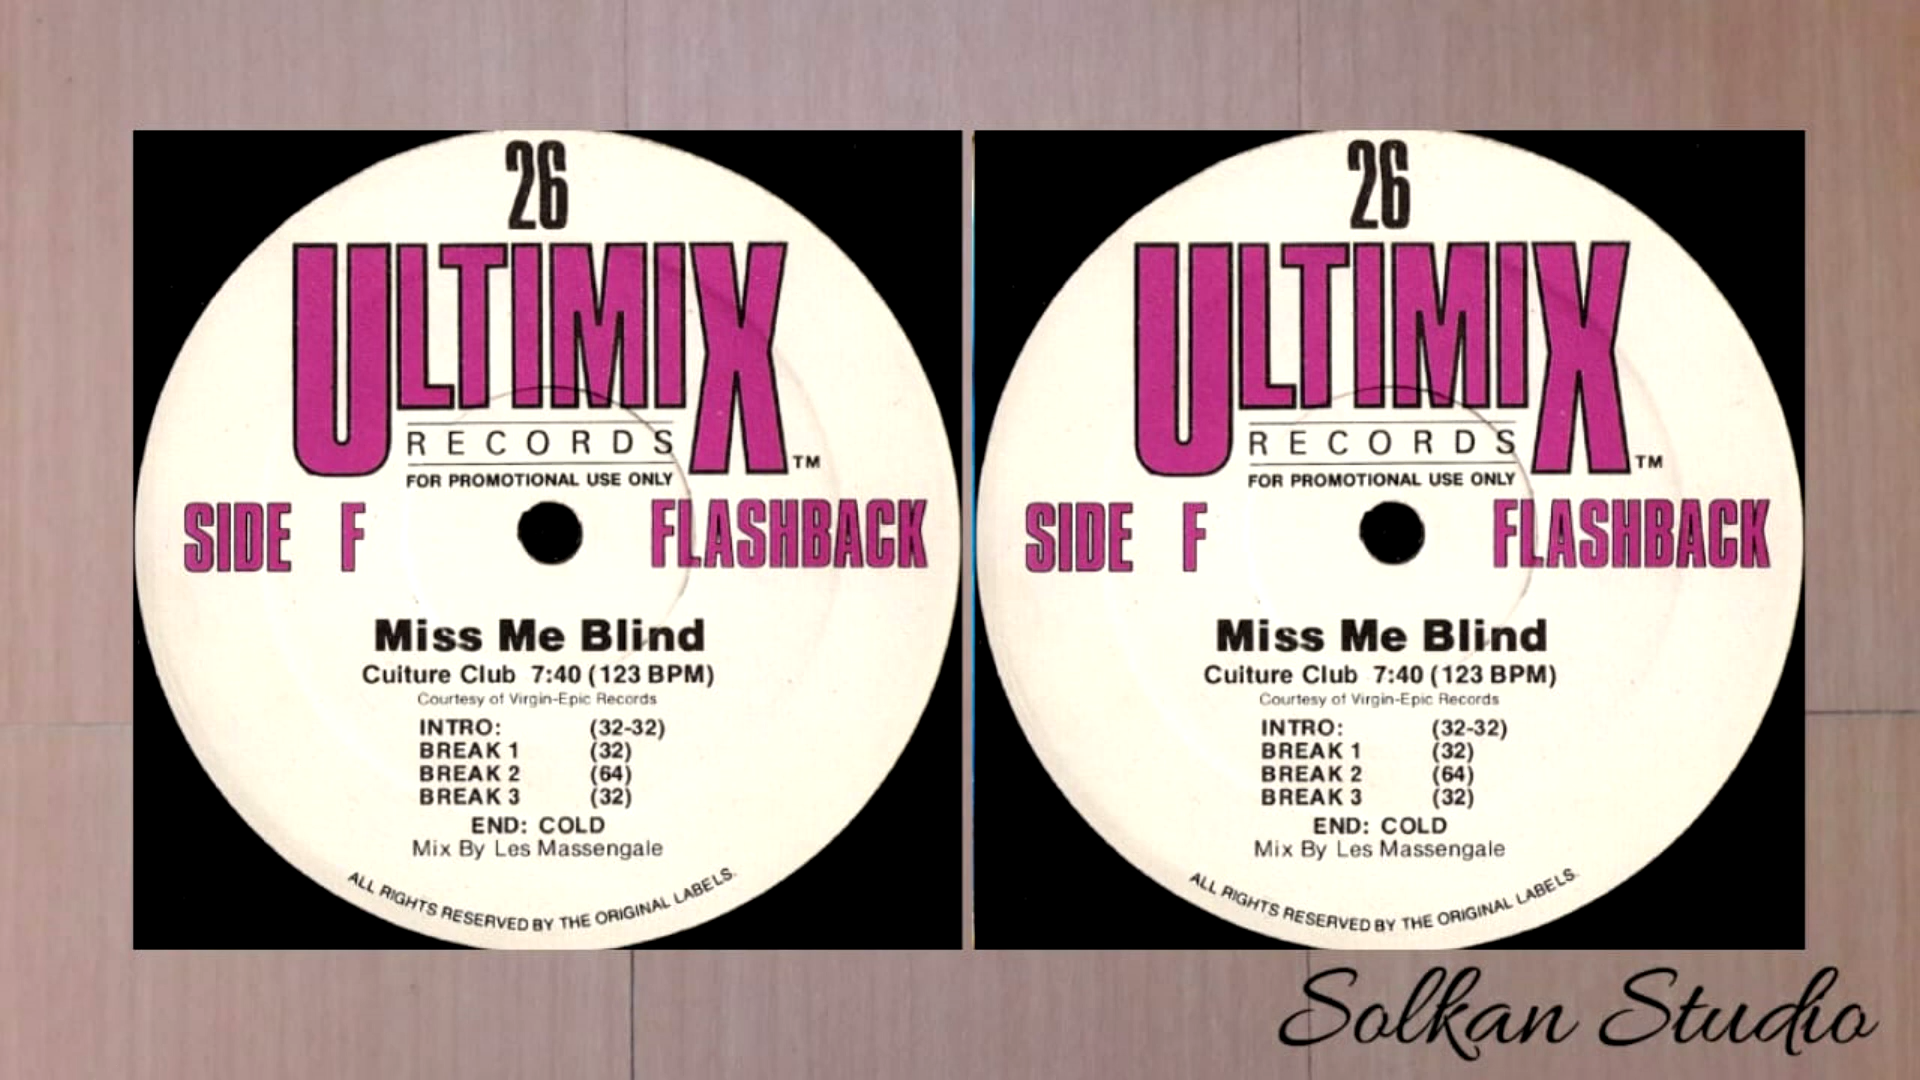 26
ULTIMIX
RECORDS
TM
FOR PROMOTIONAL USE ONLY
SIDE F FLASHBACK
Miss Me Blind
Cuiture Club 7:40 (123 BPM)
Courtesy of Virgin-Epic Records
INTRO: (32-32)
BREAK 1 (32)
BREAK 2 (64)
BREAK 3 (32)
END: COLD
Mix By Les Massengale
ALL RIGHTS RESERVED BY THE ORIGINAL LABELS.
26
ULTIMIX
RECORDS
TM
FOR PROMOTIONAL USE ONLY
SIDE F FLASHBACK
Miss Me Blind
Cuiture Club 7:40 (123 BPM)
Courtesy of Virgin-Epic Records
INTRO: (32-32)
BREAK 1 (32)
BREAK 2 (64)
BREAK 3 (32)
END: COLD
Mix By Les Massengale
ALL RIGHTS RESERVED BY THE ORIGINAL LABELS.
Solkan Studio